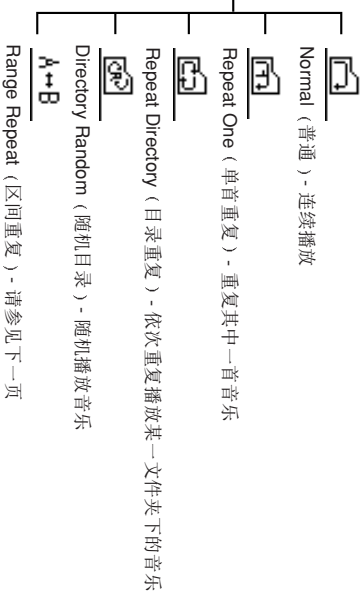 Normal（普通）- 连续播放
Repeat One（单首重复）- 重复其中一首音乐
Repeat Directory（目录重复）- 依次重复播放某一文件夹下的音乐
Directory Random（随机目录）- 随机播放音乐
A↔B
Range Repeat（区间重复）- 请参见下一页